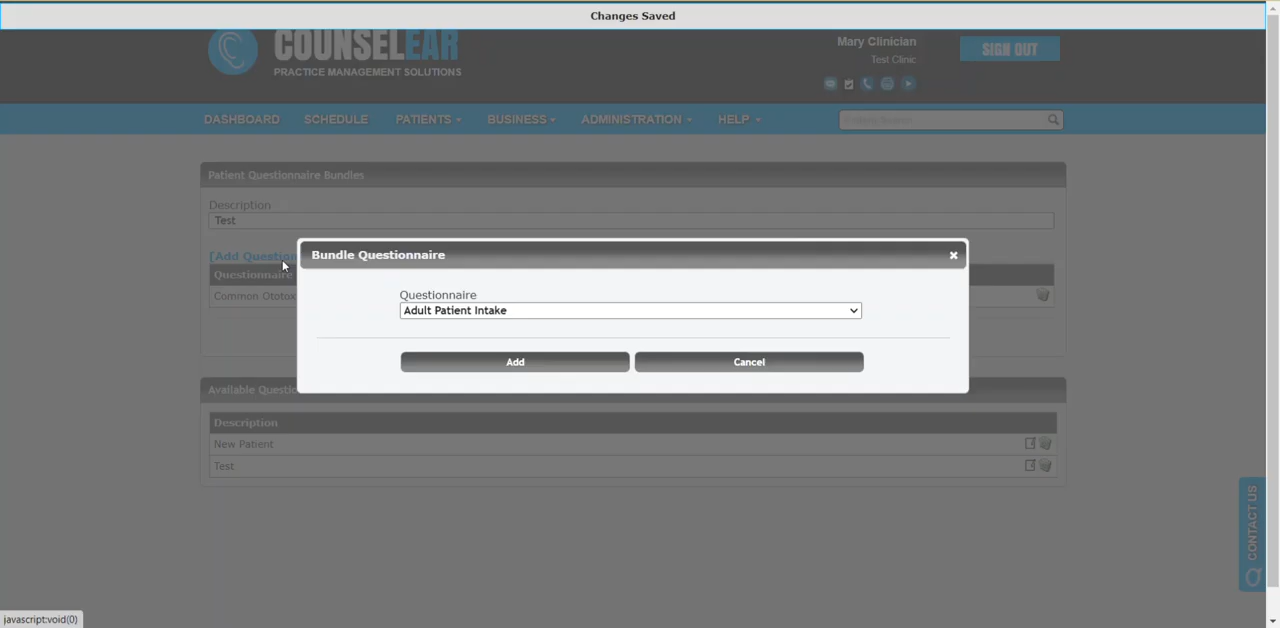 Changes Saved
COUNSELEAR
PRACTICE MANAGEMENT SOLUTIONS
Mary Clinician
Test Clinic
SIGN OUT
DASHBOARD SCHEDULE PATIENTS BUSINESS ADMINISTRATION HELP
Patient Questionnaire Bundles
Description
Test
[Add Question
Questionnaire
Common Ototox
Bundle Questionnaire
Questionnaire
Adult Patient Intake
Add Cancel
Available Questio
Description
New Patient
Test
CONTACT US
javascript:void(0)